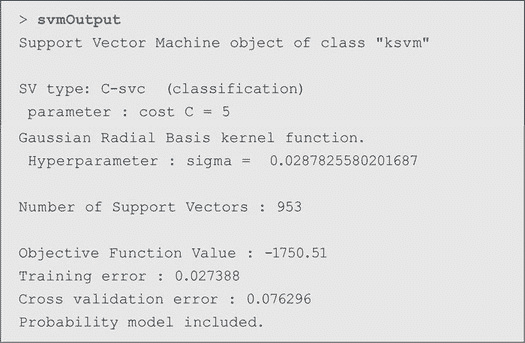 > svmOutput
Support Vector Machine object of class "ksvm"
SV type: C-svc (classification)
parameter : cost C = 5
Gaussian Radial Basis kernel function.
Hyperparameter : sigma = 0.0287825580201687
Number of Support Vectors : 953
Objective Function Value : -1750.51
Training error : 0.027388
Cross validation error : 0.076296
Probability model included.